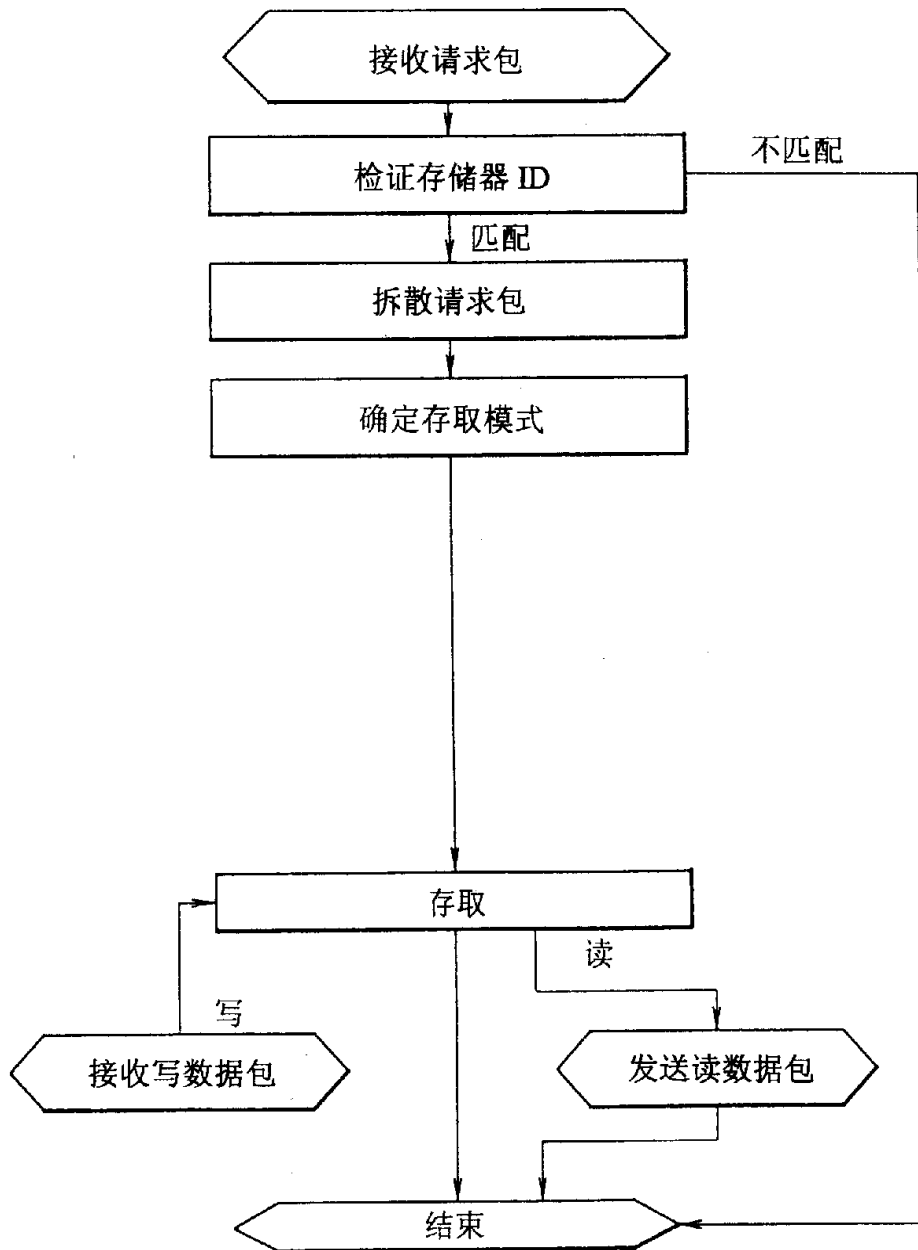 接收请求包
检证存储器 ID
不匹配
匹配
拆散请求包
确定存取模式
存取
读
写
接收写数据包
发送读数据包
结束